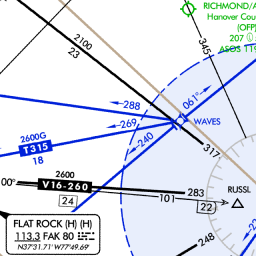 RICHMOND/A
Hanover Cou
(OFP)
207
ASOS 119
2100
23
345
061°
WAVES
288
269
240
2600G
T315
18
317
2600
00°
V16-260
283
101
22
24
RUSSL
FLAT ROCK (H) (H)
113.3 FAK 80
N37°31.71' W77°49.69'
248